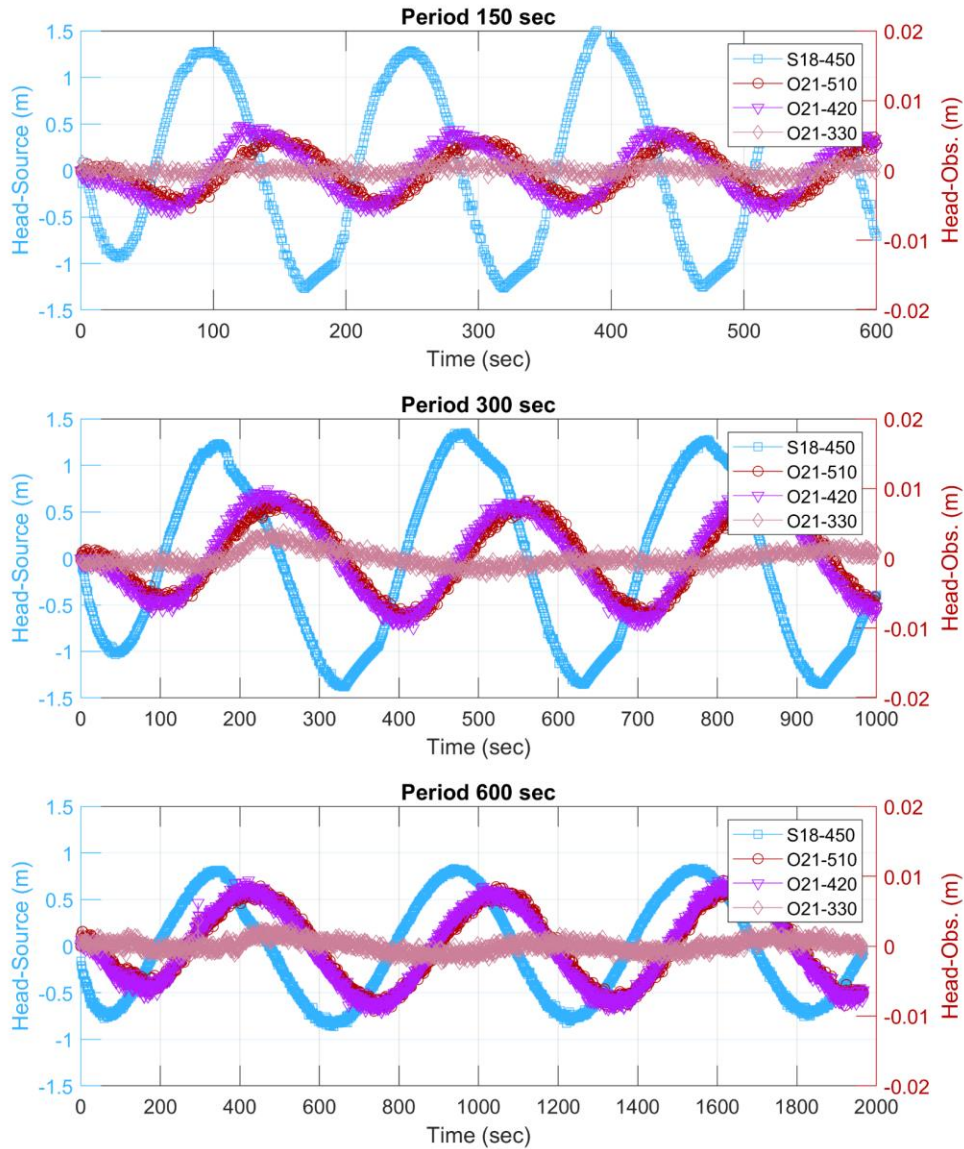 Period 150 sec
1.5
1
0.5
0
-0.5
-1
-1.5
Head-Source (m)
0.02
0.01
0
-0.01
-0.02
Head-Obs. (m)
S18-450
O21-510
O21-420
O21-330
0 100 200 300 400 500 600
Time (sec)
Period 300 sec
1.5
1
0.5
0
-0.5
-1
-1.5
Head-Source (m)
0.02
0.01
0
-0.01
-0.02
Head-Obs. (m)
S18-450
O21-510
O21-420
O21-330
0 100 200 300 400 500 600 700 800 900 1000
Time (sec)
Period 600 sec
1.5
1
0.5
0
-0.5
-1
-1.5
Head-Source (m)
0.02
0.01
0
-0.01
-0.02
Head-Obs. (m)
S18-450
O21-510
O21-420
O21-330
0 200 400 600 800 1000 1200 1400 1600 1800 2000
Time (sec)